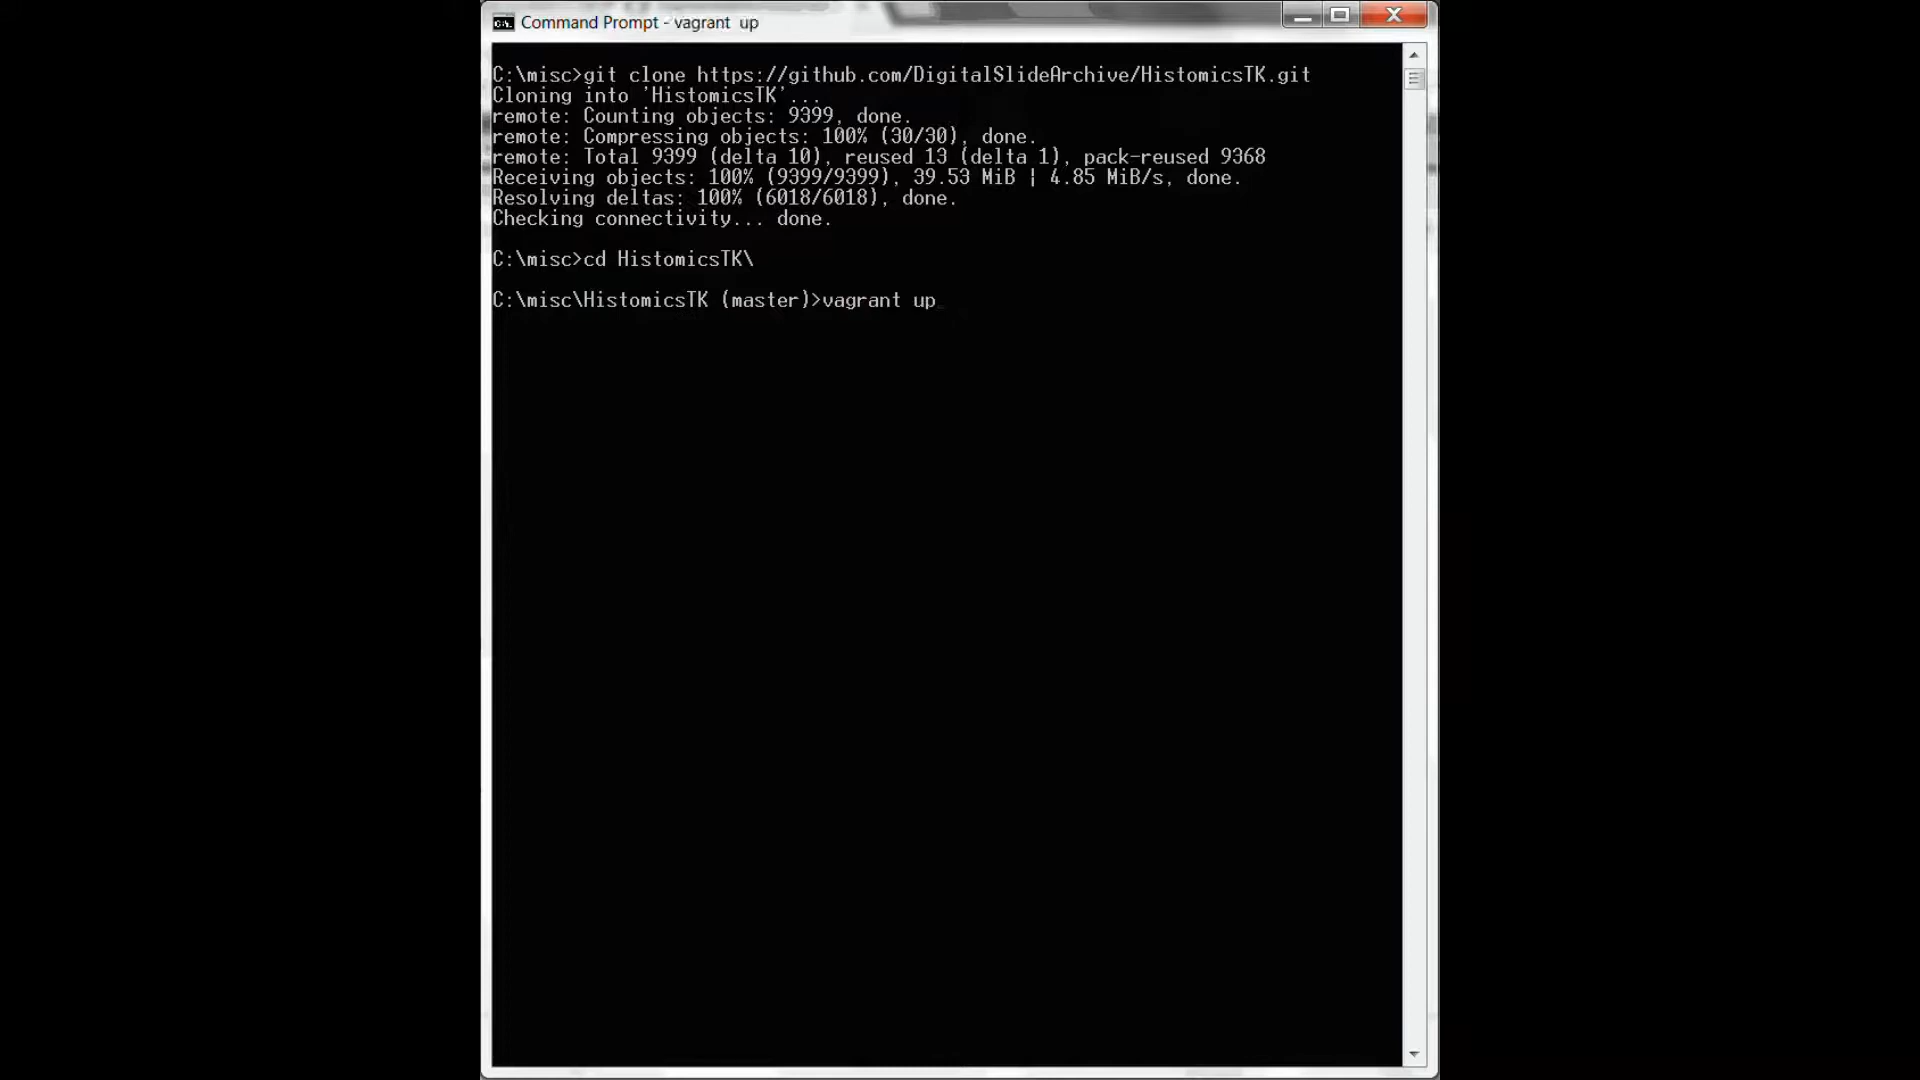 Command Prompt - vagrant  up
C:\misc>git clone https://github.com/DigitalSlideArchive/HistomicsTK.git
Cloning into 'HistomicsTK'...
remote: Counting objects: 9399, done.
remote: Compressing objects: 100% (30/30), done.
remote: Total 9399 (delta 10), reused 13 (delta 1), pack-reused 9368
Receiving objects: 100% (9399/9399), 39.53 MiB | 4.85 MiB/s, done.
Resolving deltas: 100% (6018/6018), done.
Checking connectivity... done.
C:\misc>cd HistomicsTK\
C:\misc\HistomicsTK (master)>vagrant up